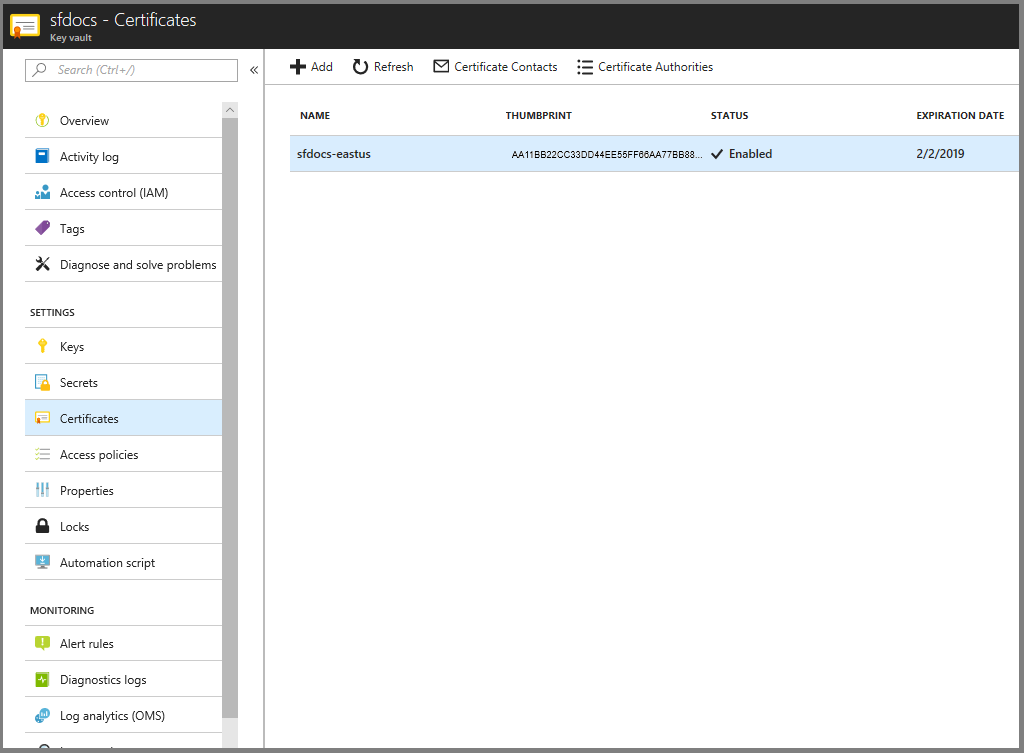 sfdocs - Certificates
Key vault
Search (Ctrl+/)
«
Overview
Activity log
Access control (IAM)
Tags
Diagnose and solve problems
SETTINGS
Keys
Secrets
Certificates
Access policies
Properties
Locks
Automation script
MONITORING
Alert rules
Diagnostics logs
Log analytics (OMS)
Add Refresh Certificate Contacts Certificate Authorities
NAME THUMBPRINT STATUS EXPIRATION DATE
sfdocs-eastus AA11BB22CC33DD44EE55FF66AA77BB88... Enabled 2/2/2019